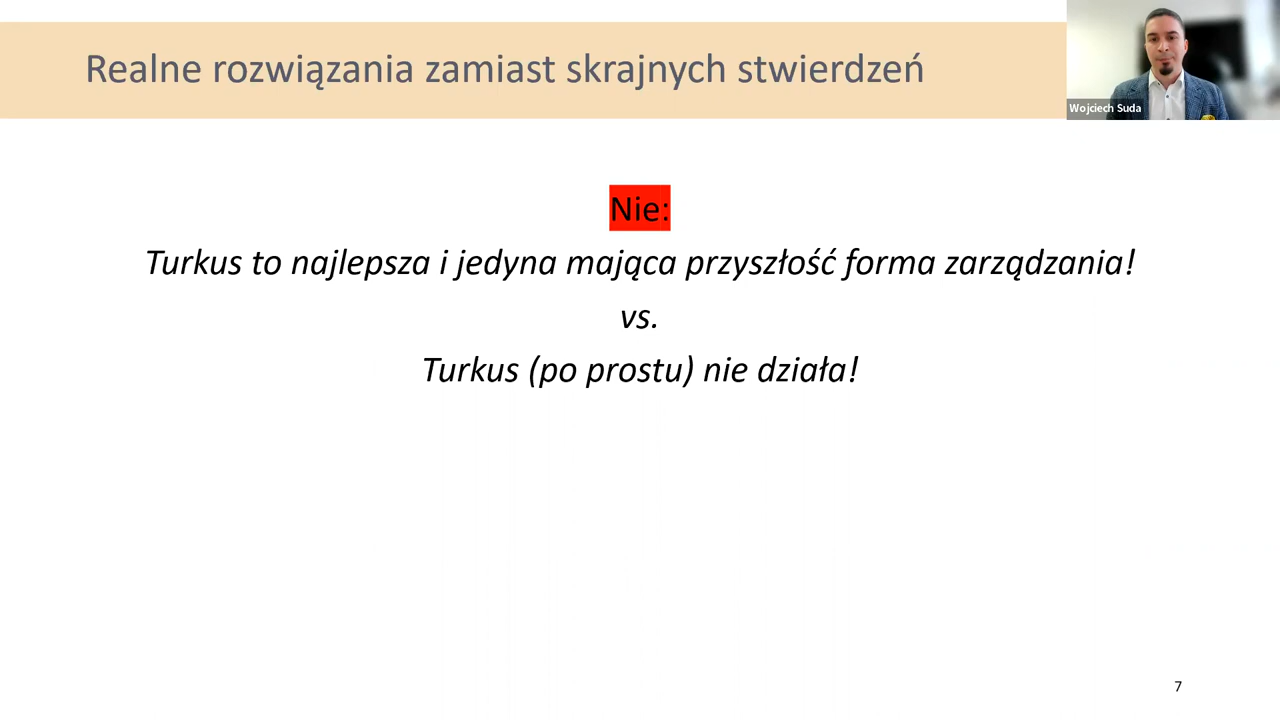 Realne rozwiązania zamiast skrajnych stwierdzeń
Wojciech Suda
Nie:
Turkus to najlepsza i jedyna mająca przyszłość forma zarządzania!
vs.
Turkus (po prostu) nie działa!
7